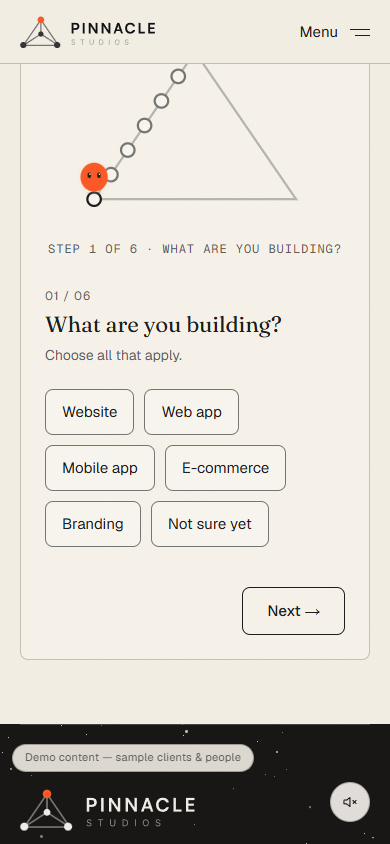 PINNACLE
STUDIOS
Menu
STEP 1 OF 6 · WHAT ARE YOU BUILDING?
01 / 06
What are you building?
Choose all that apply.
Website
Web app
Mobile app
E-commerce
Branding
Not sure yet
Next →
Demo content — sample clients & people
PINNACLE
STUDIOS